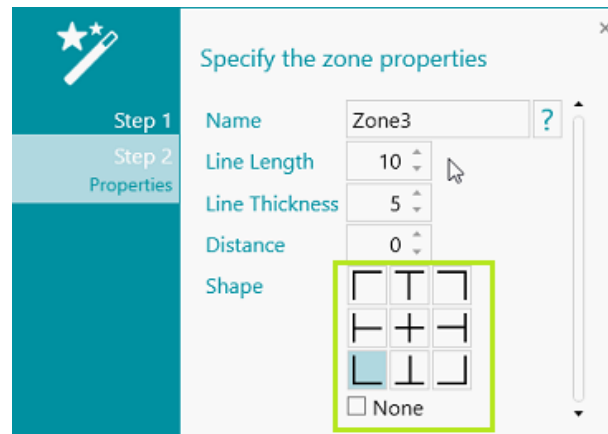 Specify the zone properties
Step 1
Step 2
Properties
Name Zone3 ?
Line Length 10
Line Thickness 5
Distance 0
Shape
None